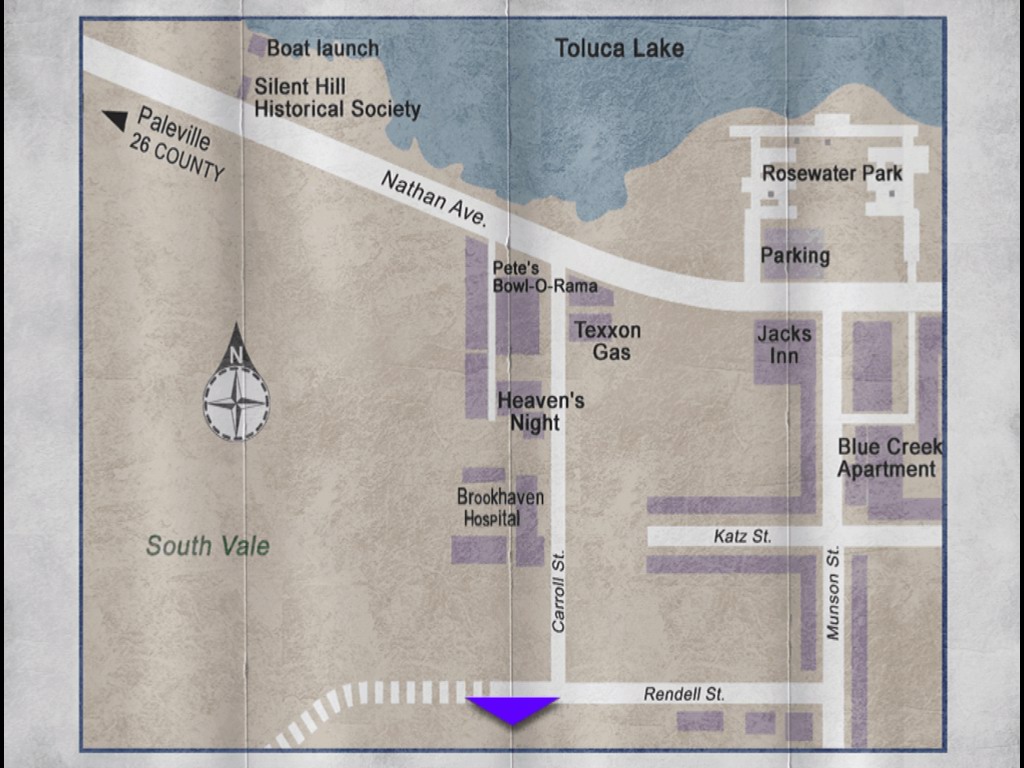 Boat launch
Toluca Lake
Silent Hill
Historical Society
Paleville
26 COUNTY
Nathan Ave.
Rosewater Park
Parking
Pete's
Bowl-O-Rama
Texxon
Gas
Jacks
Inn
N
Heaven's
Night
Blue Creek
Apartment
Brookhaven
Hospital
South Vale
Katz St.
Carroll St.
Munson St.
Rendell St.